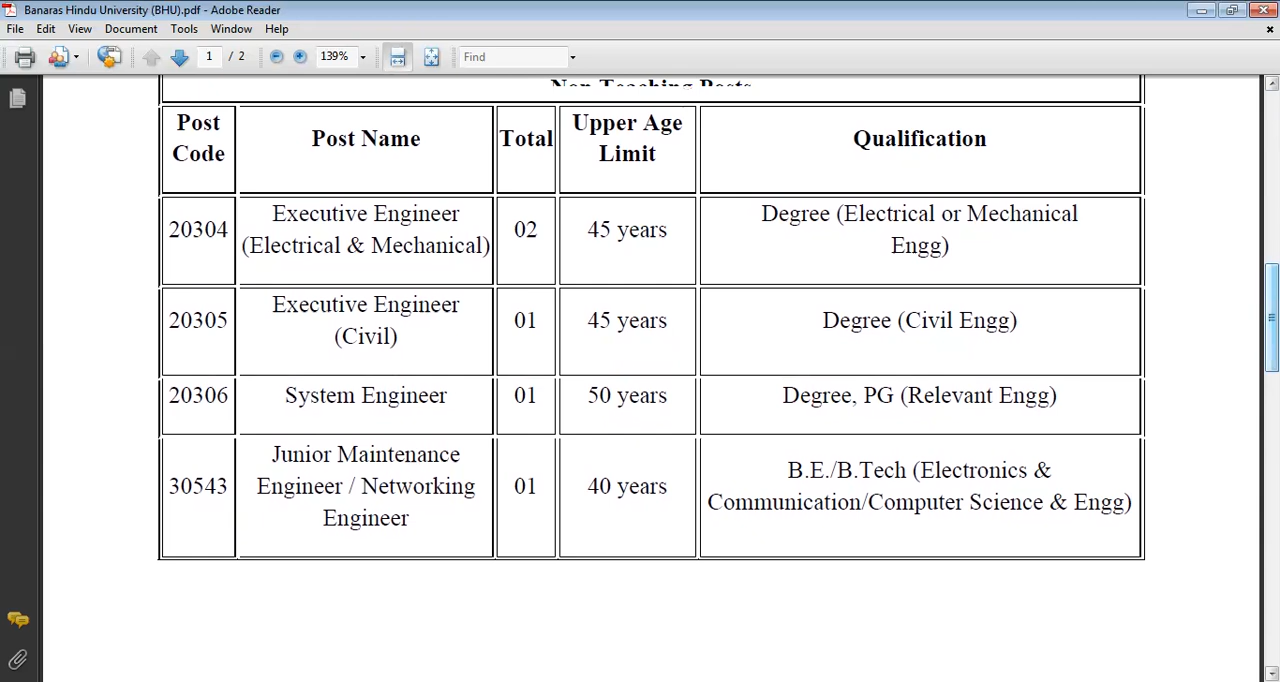 Banaras Hindu University (BHU).pdf - Adobe Reader
File Edit View Document Tools Window Help
1 / 2 139% Find
Non Teaching Posts
Post Code Post Name Total Upper Age Limit Qualification
20304 Executive Engineer (Electrical & Mechanical) 02 45 years Degree (Electrical or Mechanical Engg)
20305 Executive Engineer (Civil) 01 45 years Degree (Civil Engg)
20306 System Engineer 01 50 years Degree, PG (Relevant Engg)
30543 Junior Maintenance Engineer / Networking Engineer 01 40 years B.E./B.Tech (Electronics & Communication/Computer Science & Engg)